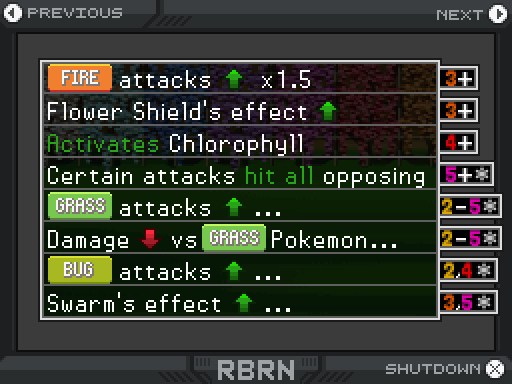 PREVIOUS
NEXT
FIRE attacks x1.5 3+
Flower Shield's effect 3+
Activates Chlorophyll 4+
Certain attacks hit all opposing 5+
GRASS attacks ... 2-5
Damage vs GRASS Pokemon... 2-5
BUG attacks ... 2,4
Swarm's effect ... 3,5
RBRN
SHUTDOWN